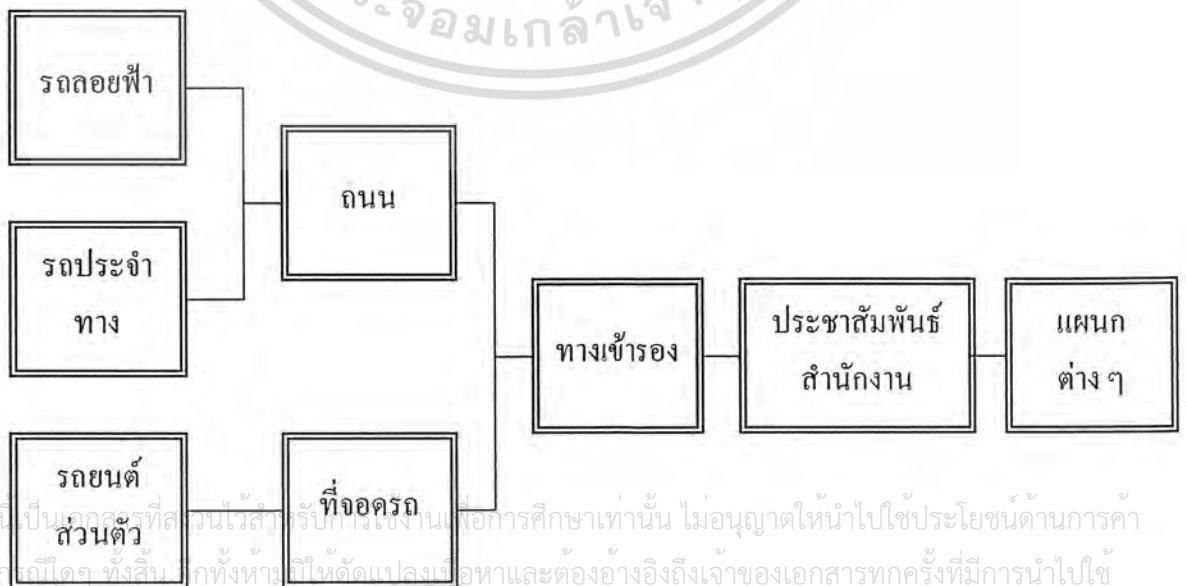 ระจอมเกล้าเจ้า
รถลอยฟ้า
ถนน
รถประจำ
ทาง
ทางเข้ารอง
ประชาสัมพันธ์
สำนักงาน
แผนก
ต่าง ๆ
รถยนต์
ส่วนตัว
ที่จอดรถ
นี้เป็นเอกสารที่สงวนไว้สำหรับการใช้งานเพื่อการศึกษาเท่านั้น ไม่อนุญาตให้นำไปใช้ประโยชน์ด้านการค้า
กรณีใดๆ ทั้งสิ้น อีกทั้งห้ามมิให้ดัดแปลงเนื้อหาและต้องอ้างอิงถึงเจ้าของเอกสารทุกครั้งที่มีการนำไปใช้